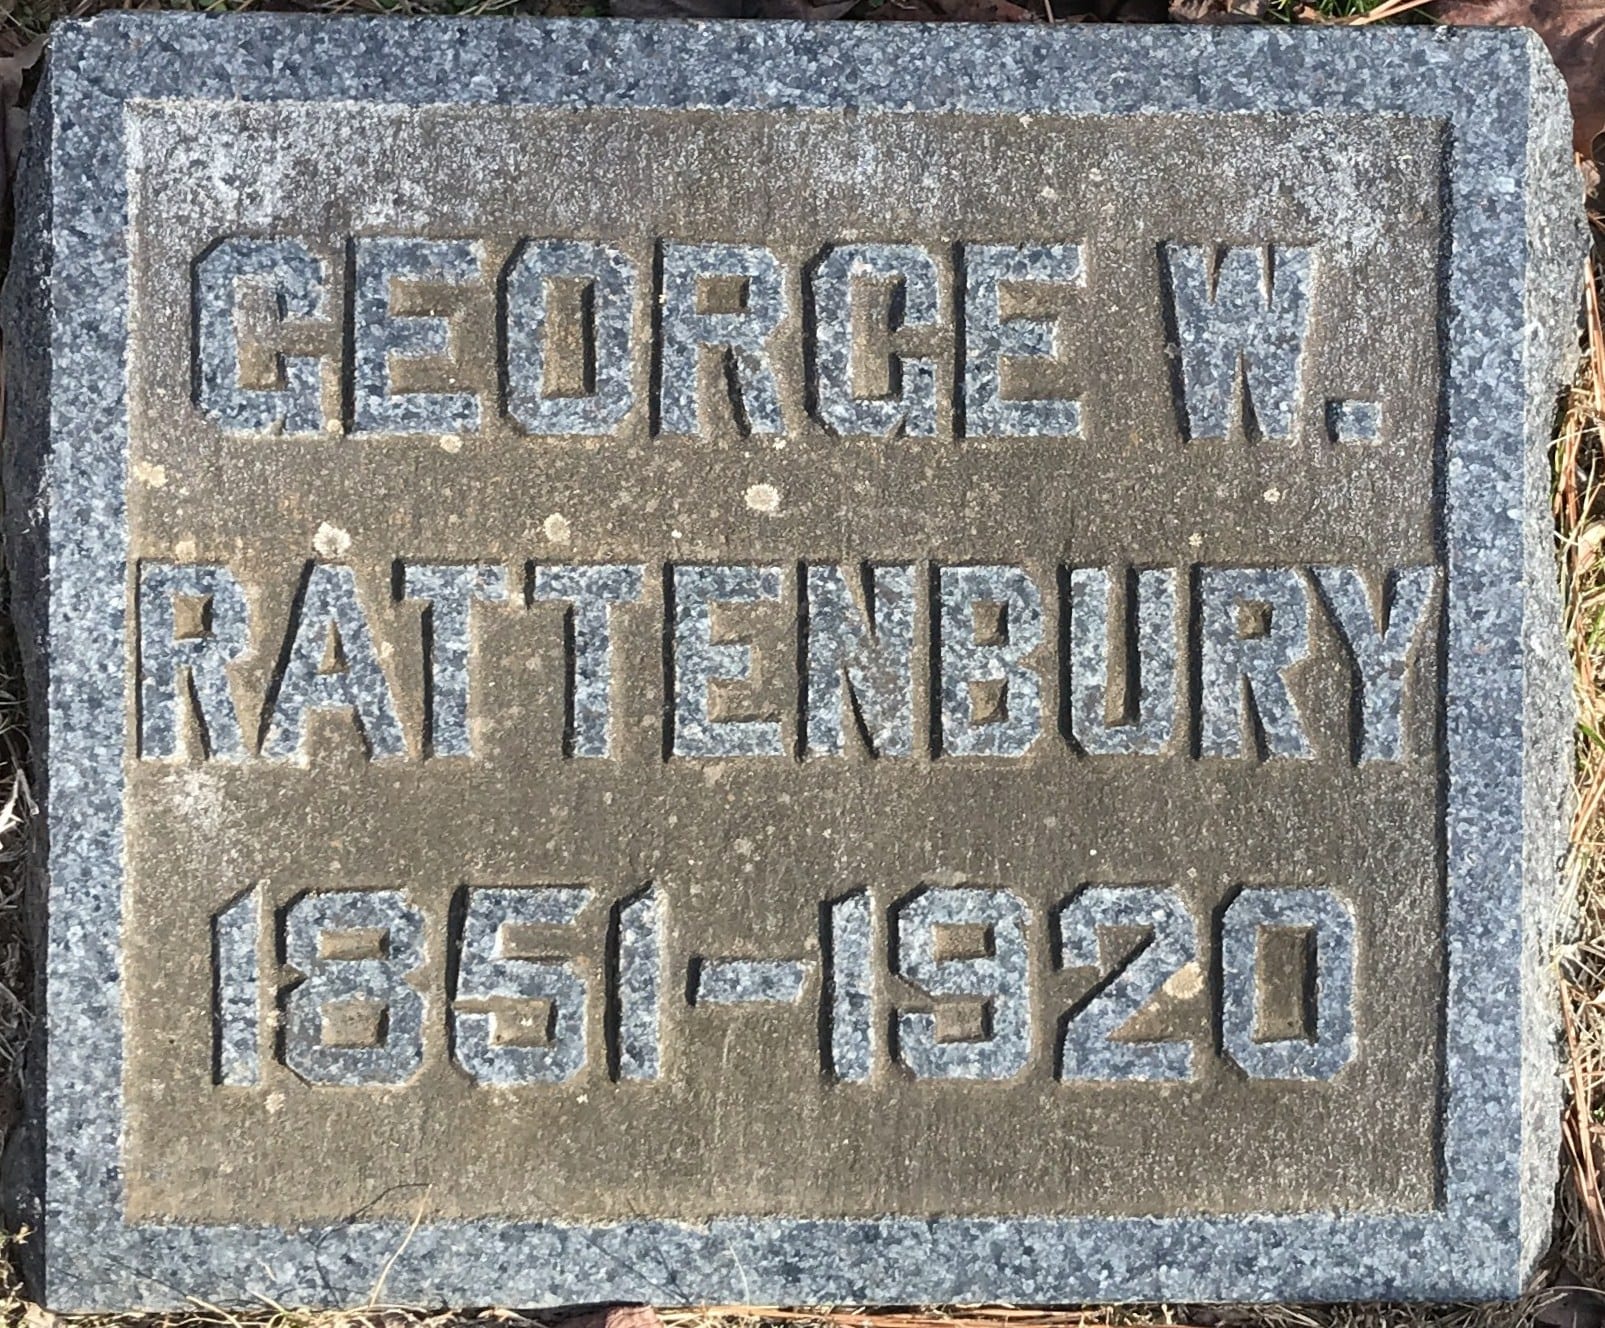 GEORGE W.
RATTENBURY
1851-1920